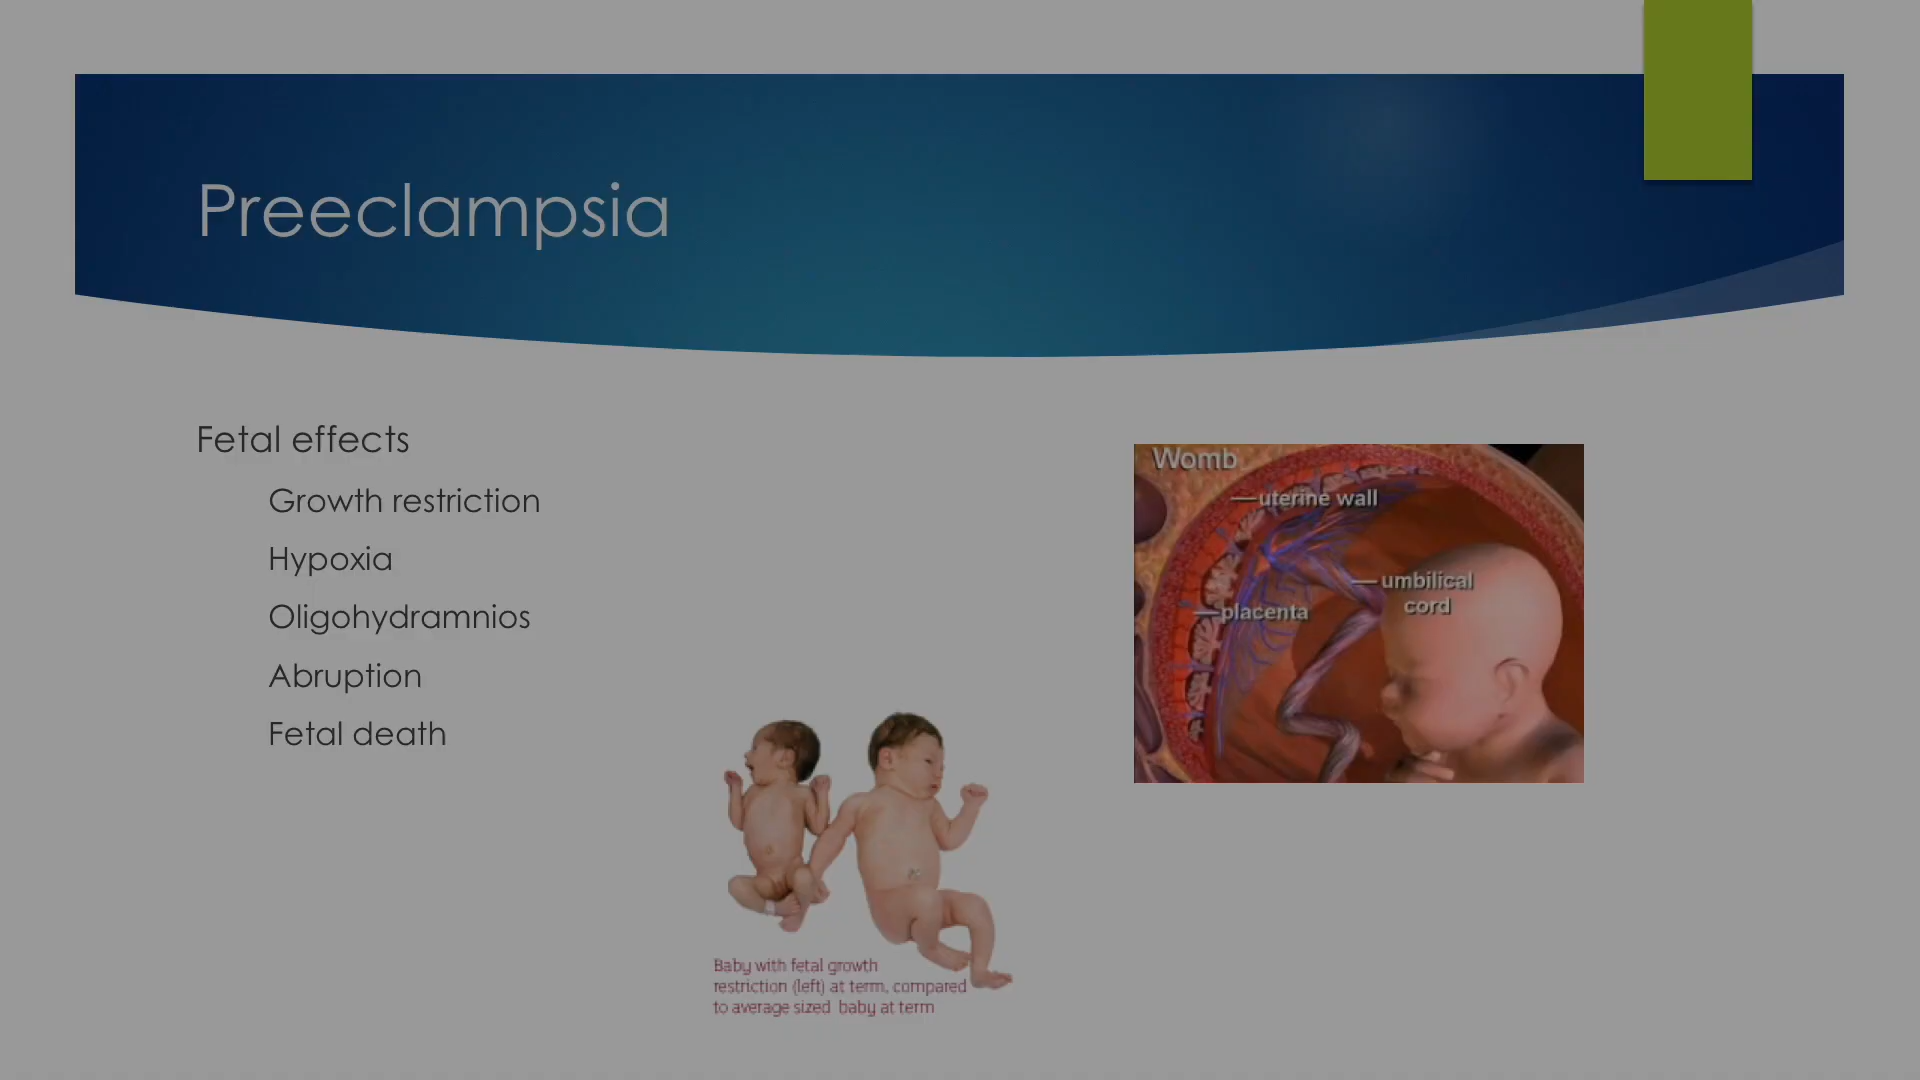 Preeclampsia
Fetal effects
Growth restriction
Hypoxia
Oligohydramnios
Abruption
Fetal death
Womb
uterine wall
umbilical
cord
placenta
Baby with fetal growth
restriction (left) at term, compared
to average sized baby at term